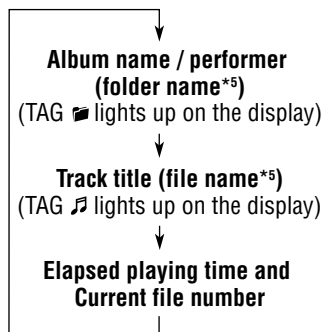 Album name / performer
(folder name*5)
(TAG lights up on the display)
Track title (file name*5)
(TAG lights up on the display)
Elapsed playing time and
Current file number